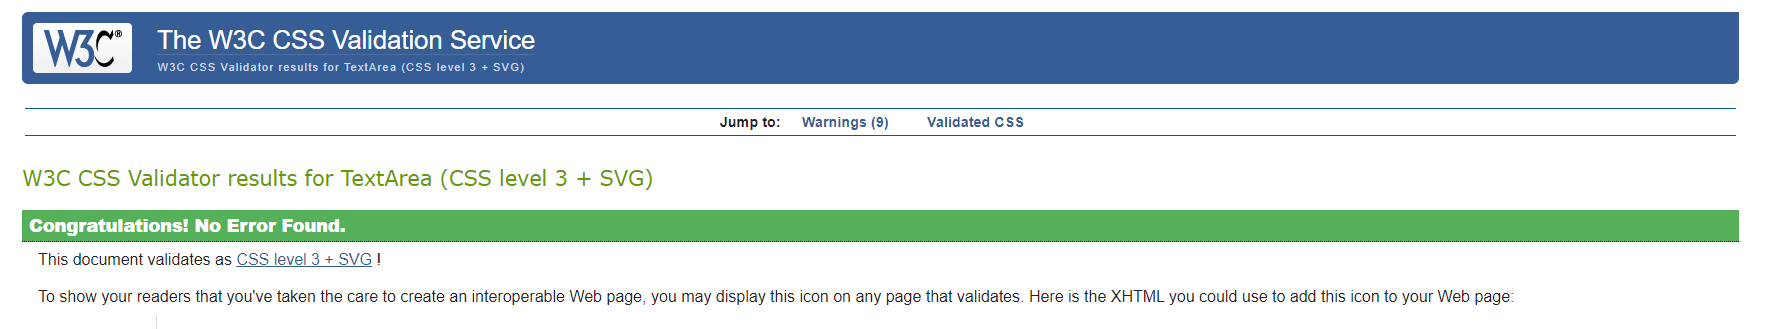 W3C®
The W3C CSS Validation Service
W3C CSS Validator results for TextArea (CSS level 3 + SVG)
Jump to: Warnings (9) Validated CSS
W3C CSS Validator results for TextArea (CSS level 3 + SVG)
Congratulations! No Error Found.
This document validates as CSS level 3 + SVG !
To show your readers that you've taken the care to create an interoperable Web page, you may display this icon on any page that validates. Here is the XHTML you could use to add this icon to your Web page: